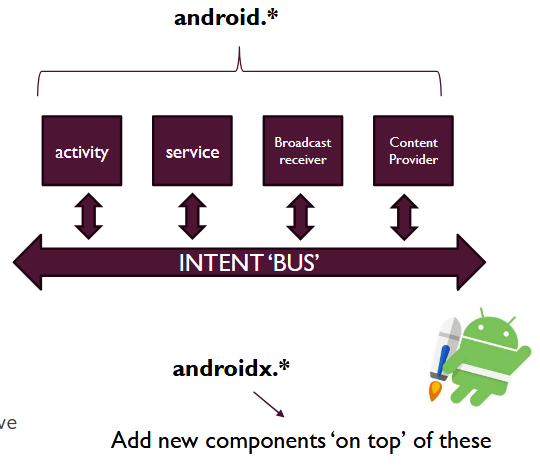 android.*
activity
service
Broadcast
receiver
Content
Provider
INTENT ‘BUS’
androidx.*
ve
Add new components ‘on top’ of these